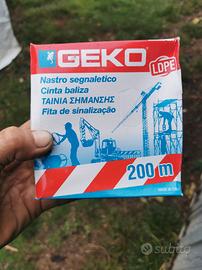 GEKO
LDPE
Nastro segnaletico
Cinta baliza
ΤΑΙΝΙΑ ΣΗΜΑΝΣΗΣ
Fita de sinalização
200 m
subito